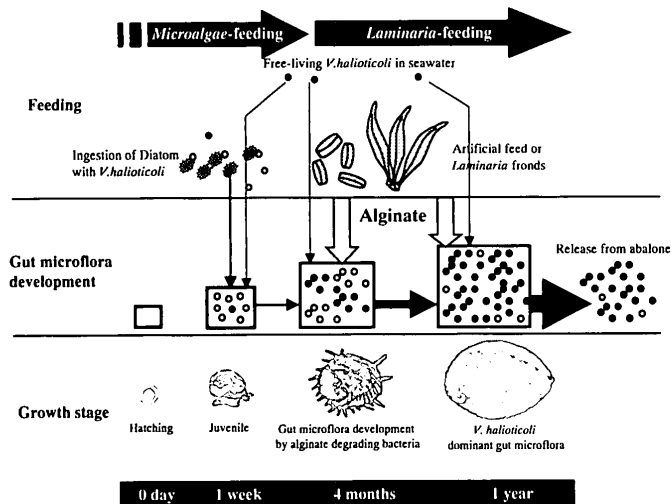 Microalgae-feeding
Laminaria-feeding
Free-living V.halioticoli in seawater
Feeding
Ingestion of Diatom
with V.halioticoli
Artificial feed or
Laminaria fronds
Alginate
Gut microflora
development
Release from abalone
Growth stage
Hatching
Juvenile
Gut microflora development
by alginate degrading bacteria
V. halioticoli
dominant gut microflora
0 day
1 week
4 months
1 year